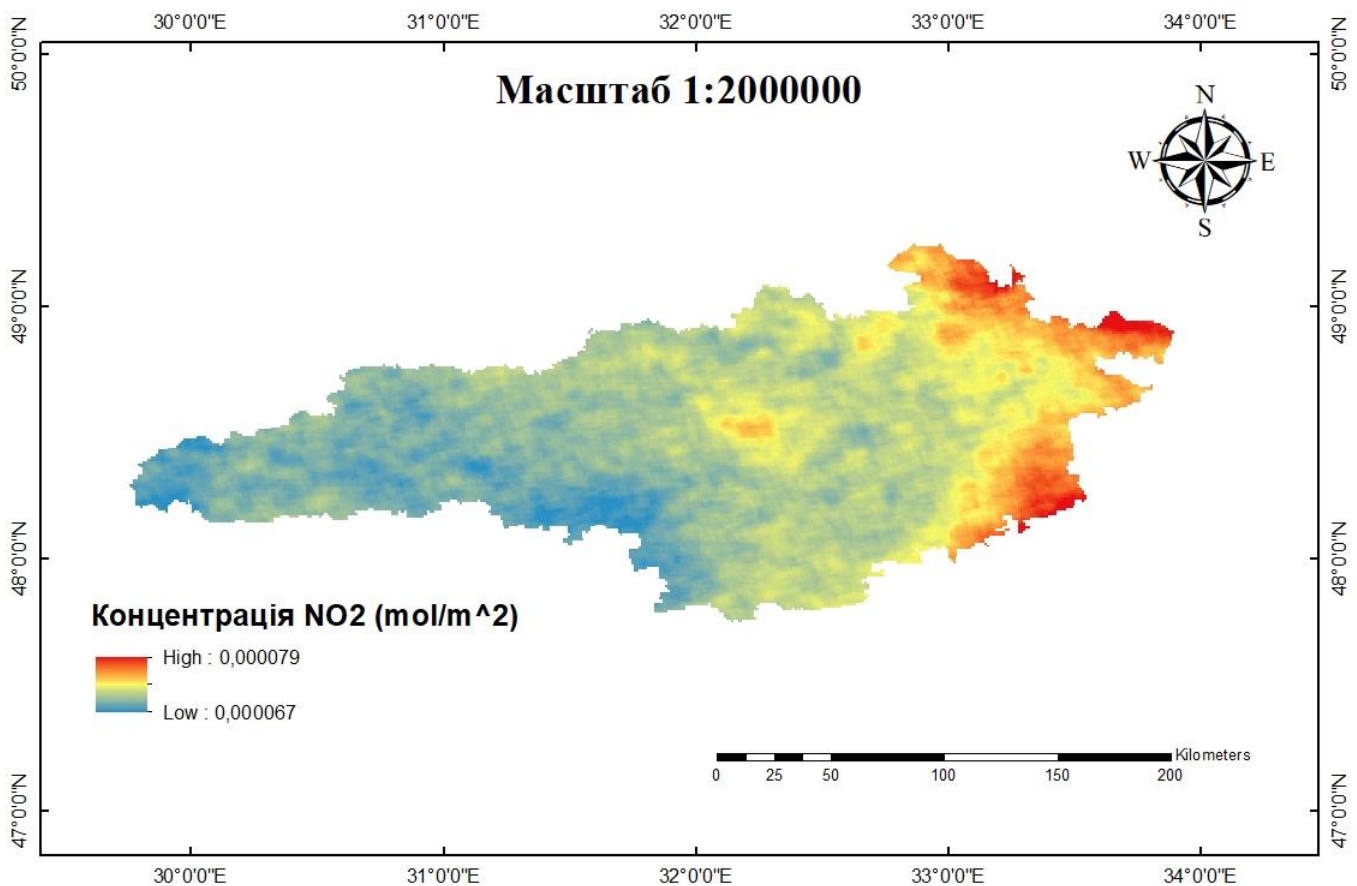 30°0'0"E 31°0'0"E 32°0'0"E 33°0'0"E 34°0'0"E
50°0'0"N 50°0'0"N
Масштаб 1:2000000
N
W E
S
49°0'0"N 49°0'0"N
48°0'0"N 48°0'0"N
Концентрація NO2 (mol/m^2)
High : 0,000079
Low : 0,000067
Kilometers
0 25 50 100 150 200
47°0'0"N 47°0'0"N
30°0'0"E 31°0'0"E 32°0'0"E 33°0'0"E 34°0'0"E